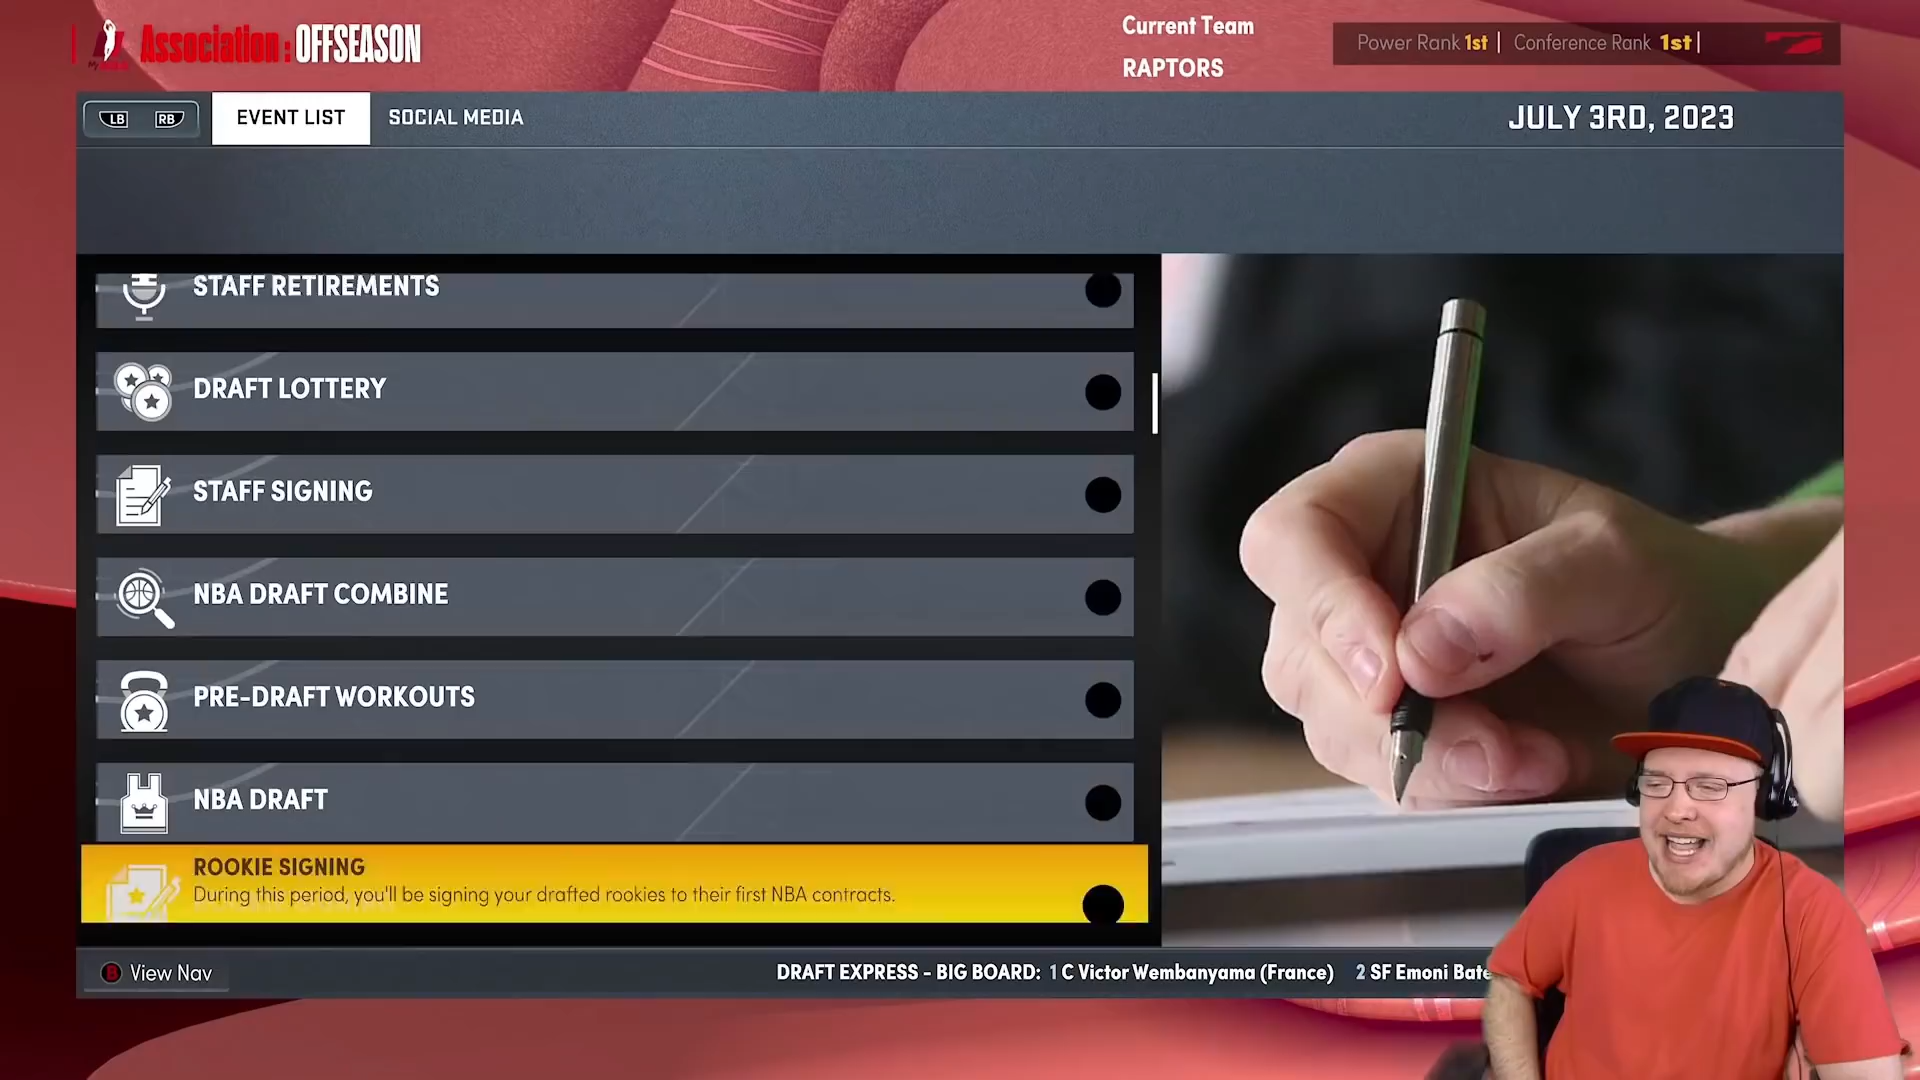 Association: OFFSEASON
Current Team
RAPTORS
Power Rank 1st | Conference Rank 1st |
LB RB EVENT LIST SOCIAL MEDIA
JULY 3RD, 2023
STAFF RETIREMENTS
DRAFT LOTTERY
STAFF SIGNING
NBA DRAFT COMBINE
PRE-DRAFT WORKOUTS
NBA DRAFT
ROOKIE SIGNING
During this period, you'll be signing your drafted rookies to their first NBA contracts.
B View Nav
DRAFT EXPRESS - BIG BOARD: 1 C Victor Wembanyama (France) 2 SF Emoni Bate